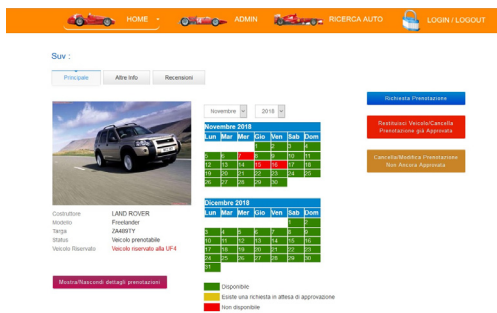 HOME
ADMIN
RICERCA AUTO
LOGIN / LOGOUT
Suv :
Principale
Altre Info
Recensioni
Novembre
2018
Richiesta Prenotazione
Restituisci Veicolo/Cancella
Prenotazione già Approvata
Cancella/Modifica Prenotazione
Non Ancora Approvata
Novembre 2018
Lun Mar Mer Gio Ven Sab Dom
1 2 3 4
5 6 7 8 9 10 11
12 13 14 15 16 17 18
19 20 21 22 23 24 25
26 27 28 29 30
Dicembre 2018
Lun Mar Mer Gio Ven Sab Dom
1 2
3 4 5 6 7 8 9
10 11 12 13 14 15 16
17 18 19 20 21 22 23
24 25 26 27 28 29 30
31
Costruttore LAND ROVER
Modello Freelander
Targa ZA489TY
Status Veicolo prenotabile
Veicolo Riservato Veicolo riservato alla UF4
Mostra/Nascondi dettagli prenotazioni
Disponibile
Esiste una richiesta in attesa di approvazione
Non disponibile